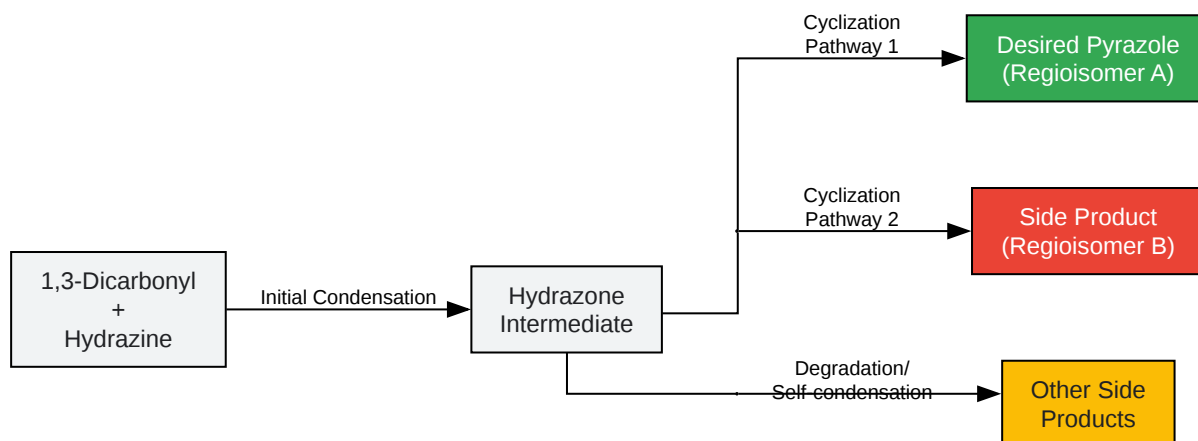 Cyclization
Pathway 1
Desired Pyrazole
(Regioisomer A)
Cyclization
Pathway 2
Side Product
(Regioisomer B)
1,3-Dicarbonyl
+
Hydrazine
Initial Condensation
Hydrazone
Intermediate
Degradation/
Self-condensation
Other Side
Products